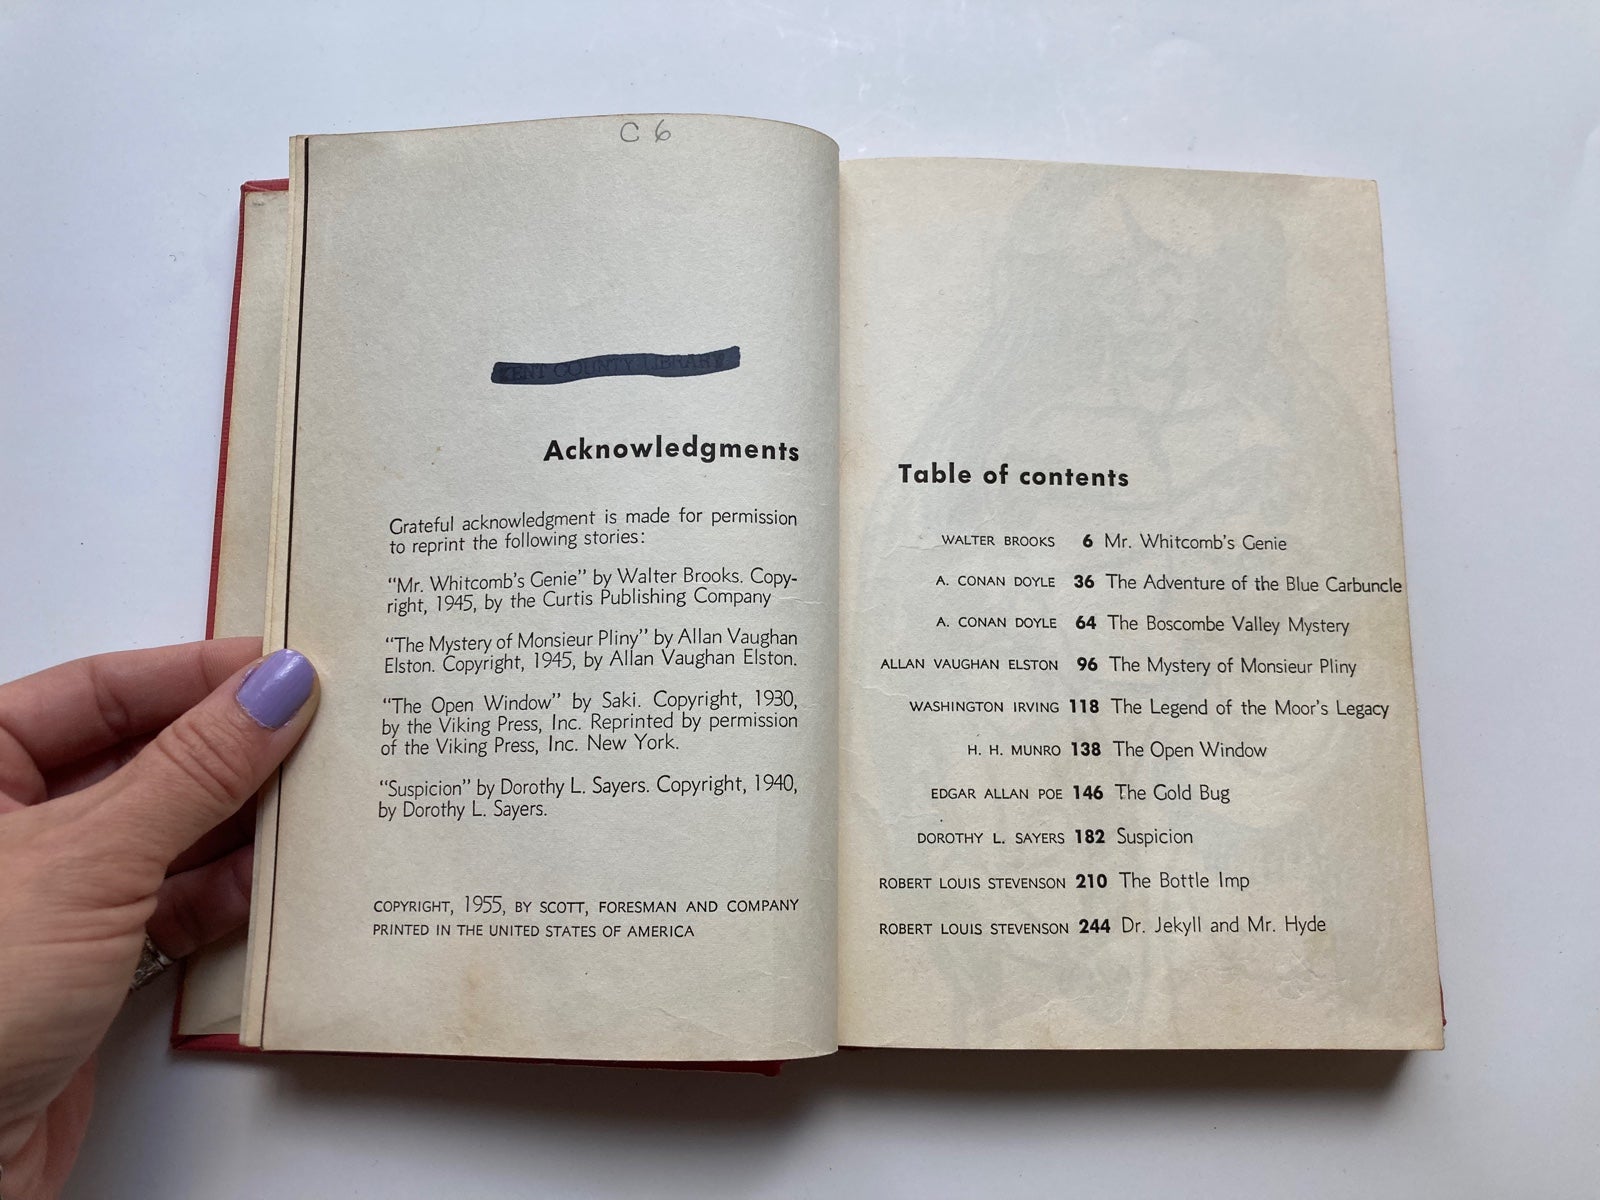 C 6
KENT COUNTY LIBRARY
Acknowledgments
Grateful acknowledgment is made for permission
to reprint the following stories:
“Mr. Whitcomb’s Genie” by Walter Brooks. Copy-
right, 1945, by the Curtis Publishing Company
“The Mystery of Monsieur Pliny” by Allan Vaughan
Elston. Copyright, 1945, by Allan Vaughan Elston.
“The Open Window” by Saki. Copyright, 1930,
by the Viking Press, Inc. Reprinted by permission
of the Viking Press, Inc. New York.
“Suspicion” by Dorothy L. Sayers. Copyright, 1940,
by Dorothy L. Sayers.
COPYRIGHT, 1955, BY SCOTT, FORESMAN AND COMPANY
PRINTED IN THE UNITED STATES OF AMERICA
Table of contents
WALTER BROOKS 6 Mr. Whitcomb’s Genie
A. CONAN DOYLE 36 The Adventure of the Blue Carbuncle
A. CONAN DOYLE 64 The Boscombe Valley Mystery
ALLAN VAUGHAN ELSTON 96 The Mystery of Monsieur Pliny
WASHINGTON IRVING 118 The Legend of the Moor’s Legacy
H. H. MUNRO 138 The Open Window
EDGAR ALLAN POE 146 The Gold Bug
DOROTHY L. SAYERS 182 Suspicion
ROBERT LOUIS STEVENSON 210 The Bottle Imp
ROBERT LOUIS STEVENSON 244 Dr. Jekyll and Mr. Hyde